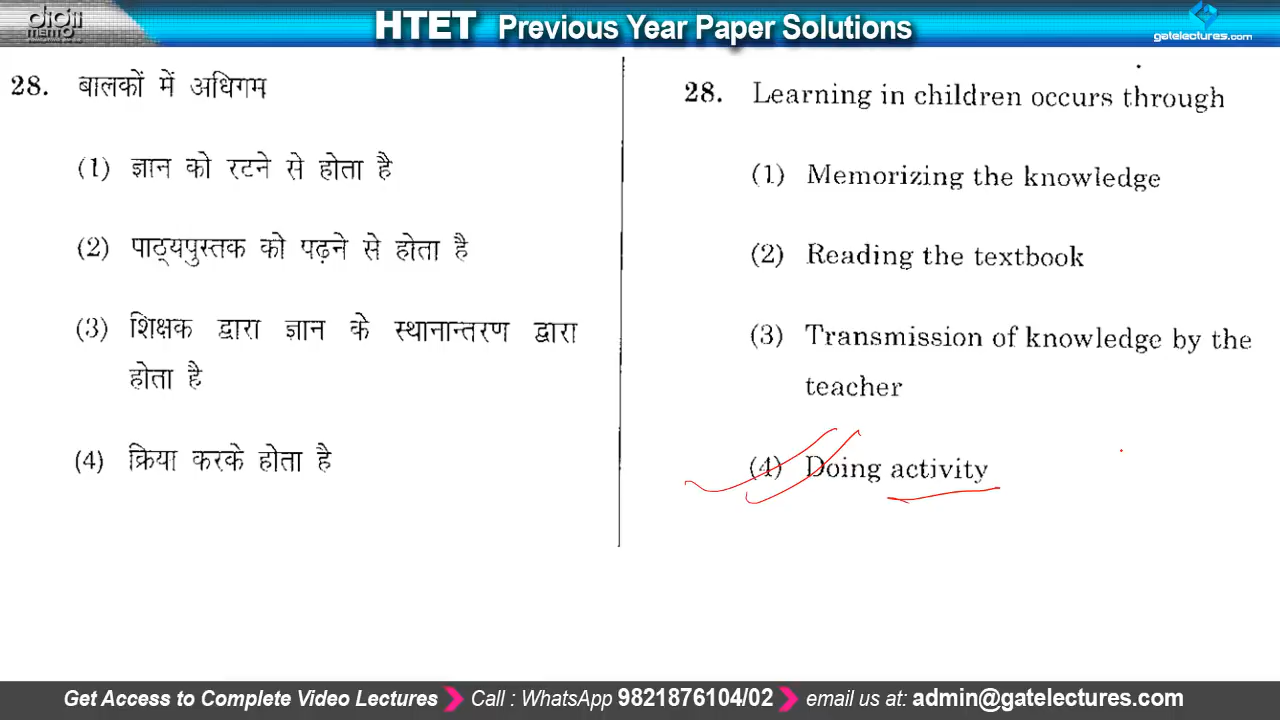 digii
MENTO
HTET Previous Year Paper Solutions
gatelectures.com
28. बालकों में अधिगम
(1) ज्ञान को रटने से होता है
(2) पाठ्यपुस्तक को पढ़ने से होता है
(3) शिक्षक द्वारा ज्ञान के स्थानान्तरण द्वारा
होता है
(4) क्रिया करके होता है
28. Learning in children occurs through
(1) Memorizing the knowledge
(2) Reading the textbook
(3) Transmission of knowledge by the
teacher
(4) Doing activity
Get Access to Complete Video Lectures Call : WhatsApp 9821876104/02 email us at: admin@gatelectures.com